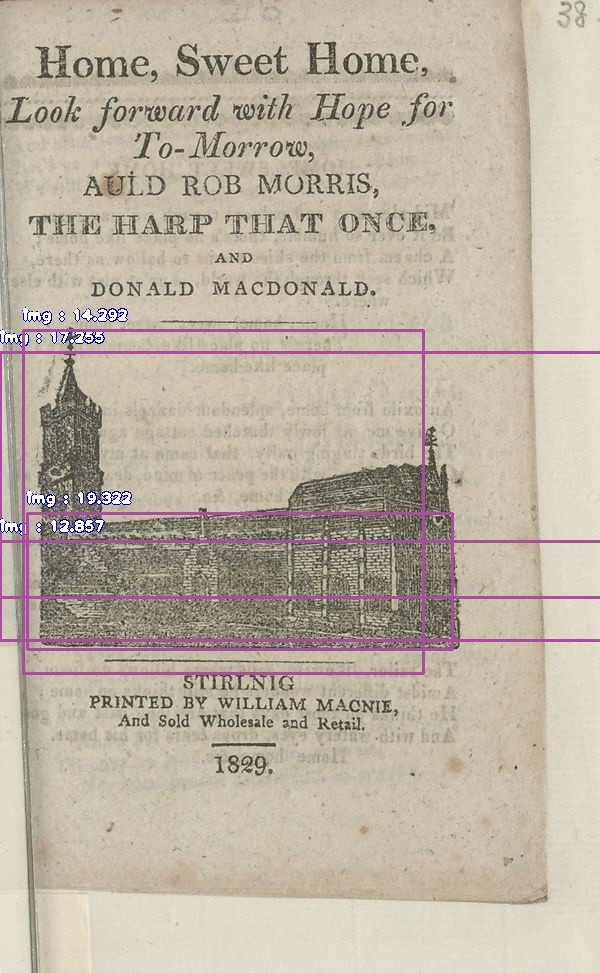 38
Home, Sweet Home,
Look forward with Hope for
To-Morrow,
AULD ROB MORRIS,
THE HARP THAT ONCE,
AND
DONALD MACDONALD.
img : 14.292
img : 17.255
img : 19.322
img : 12.857
STIRLNIG
PRINTED BY WILLIAM MACNIE,
And Sold Wholesale and Retail.
1829.